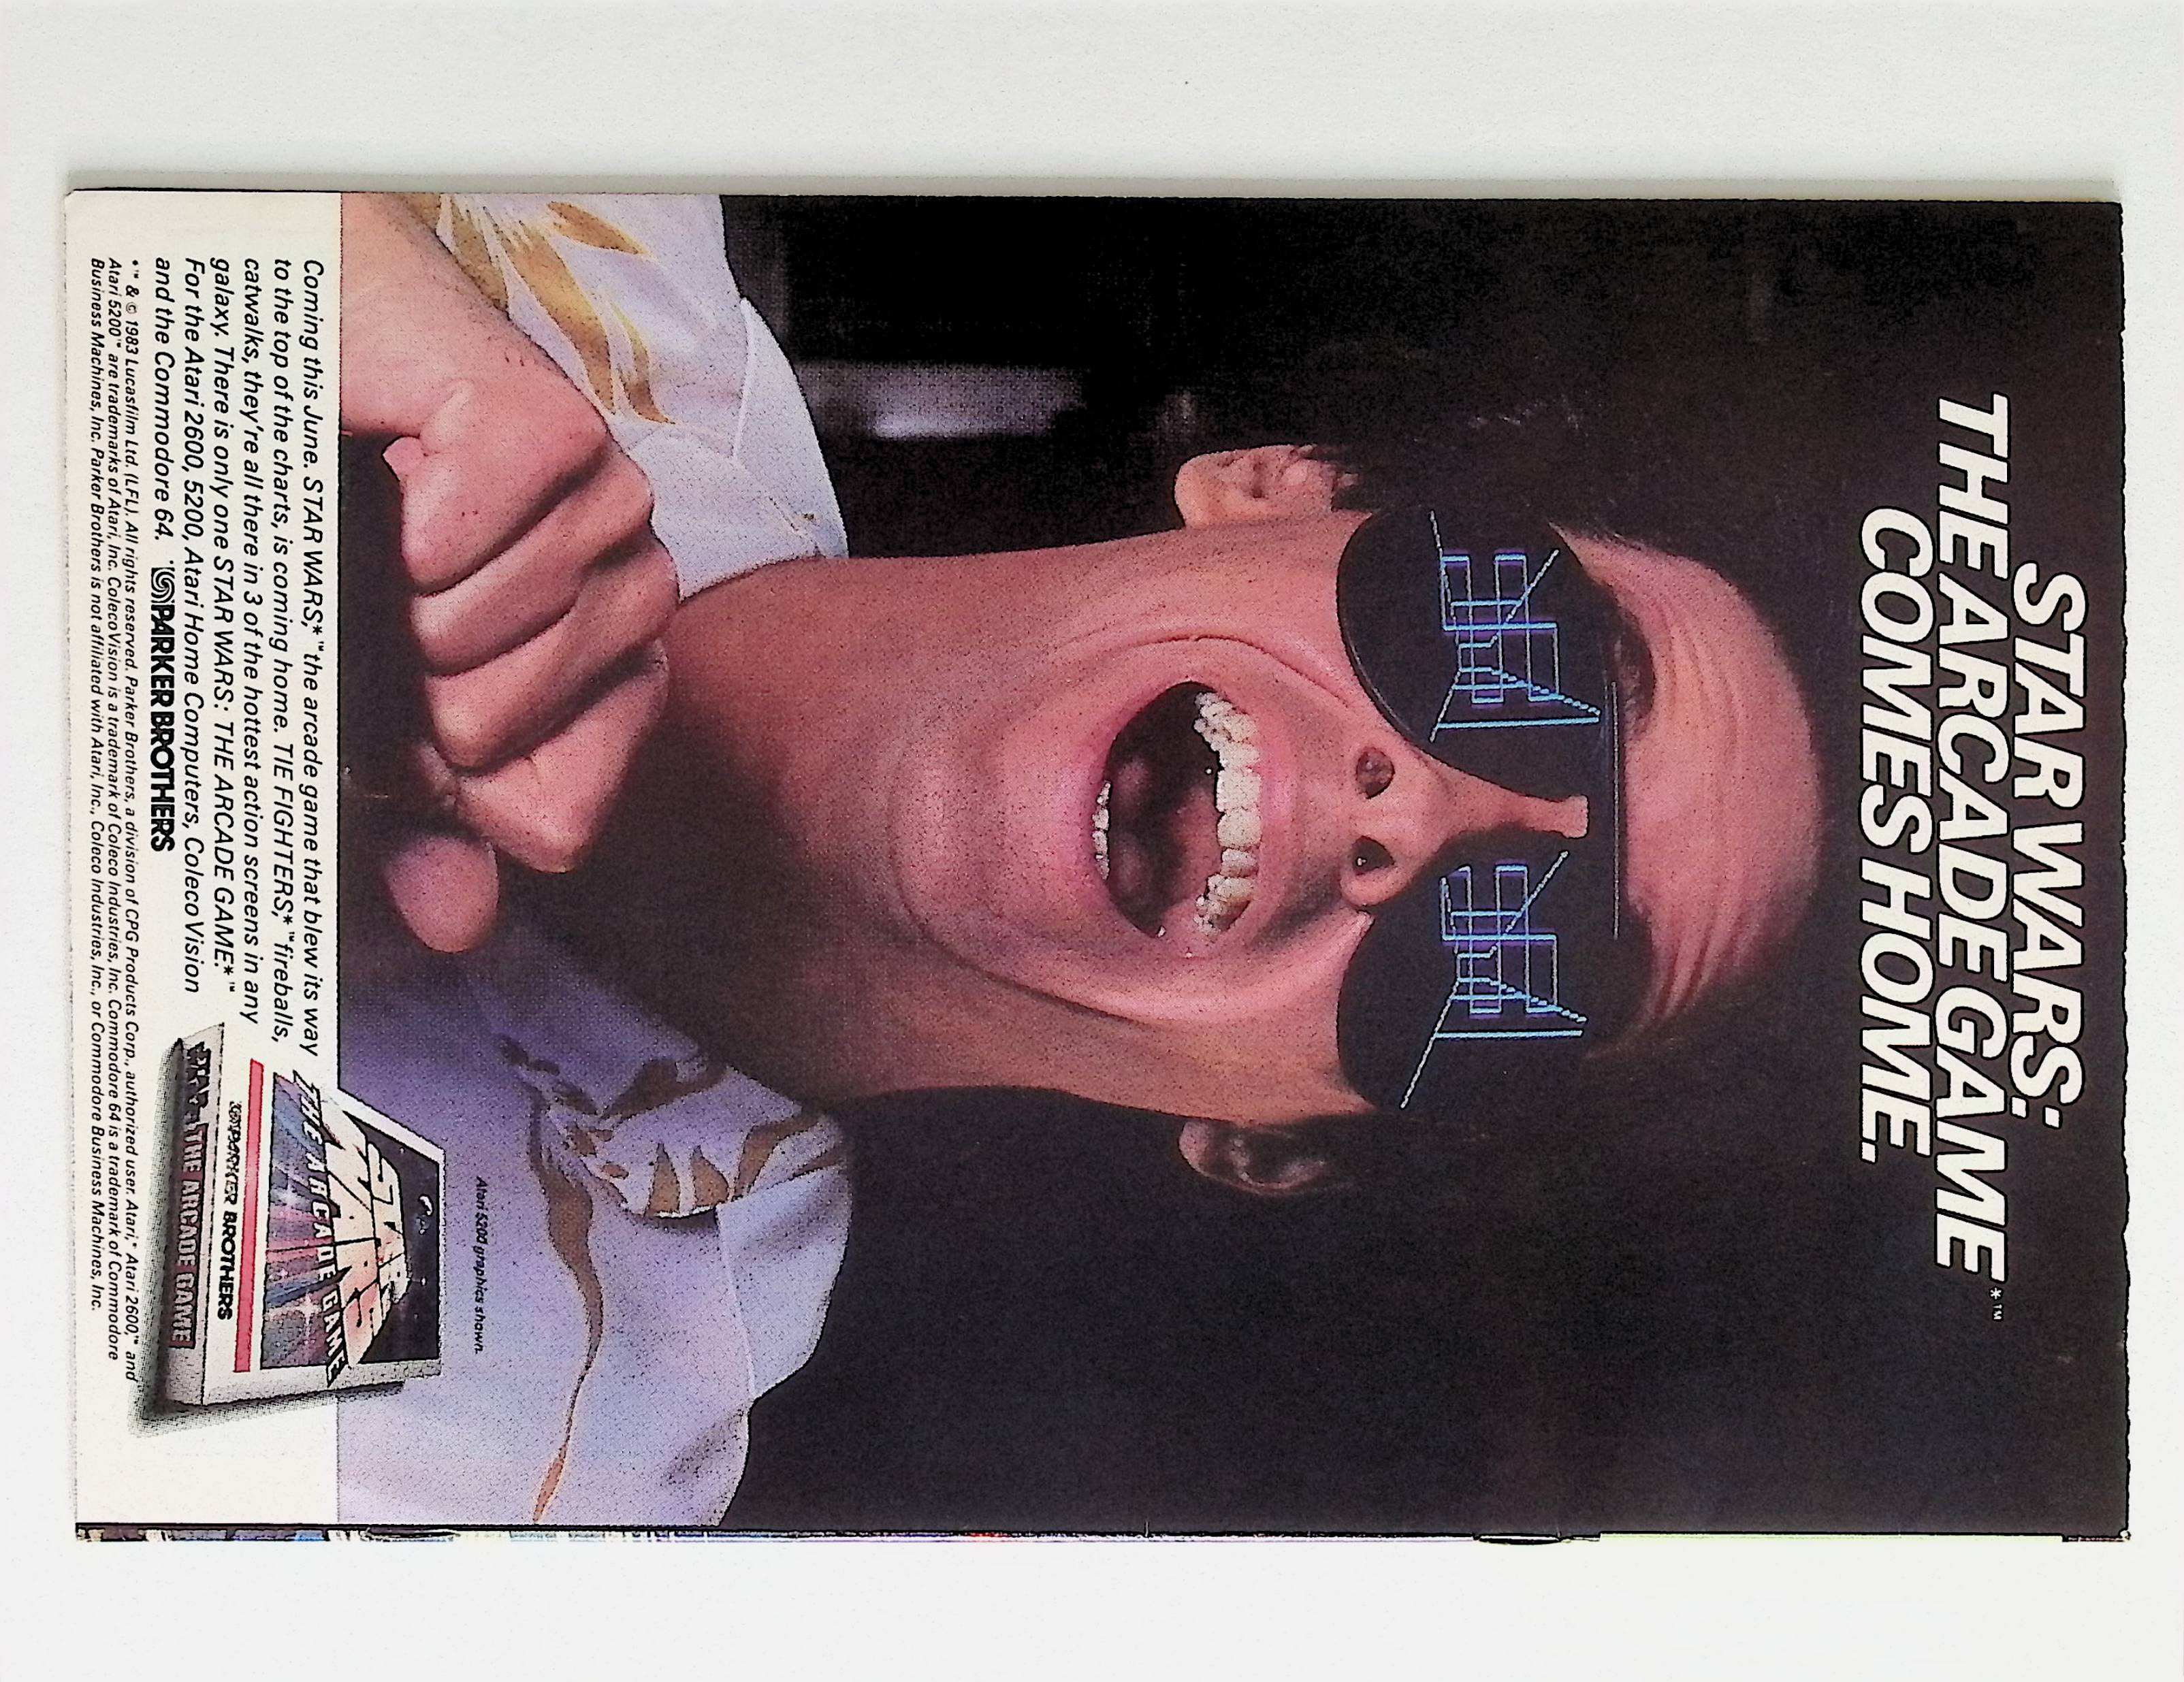 STAR WARS:
THE ARCADE GAME*™
COMES HOME.
Atari 5200 graphics shown.
Coming this June. STAR WARS,*™ the arcade game that blew its way
to the top of the charts, is coming home. TIE FIGHTERS,*™ fireballs,
catwalks, they're all there in 3 of the hottest action screens in any
galaxy. There is only one STAR WARS: THE ARCADE GAME.*™
For the Atari 2600, 5200, Atari Home Computers, ColecoVision
and the Commodore 64. PARKER BROTHERS
*™ & © 1983 Lucasfilm Ltd. (LFL). All rights reserved. Parker Brothers, a division of CPG Products Corp., authorized user. Atari,® Atari 2600,™ and
Atari 5200™ are trademarks of Atari, Inc. ColecoVision is a trademark of Coleco Industries, Inc. Commodore 64 is a trademark of Commodore
Business Machines, Inc. Parker Brothers is not affiliated with Atari, Inc., Coleco Industries, Inc., or Commodore Business Machines, Inc.
STAR
WARS
THE ARCADE GAME
PARKER BROTHERS
STAR WARS THE ARCADE GAME